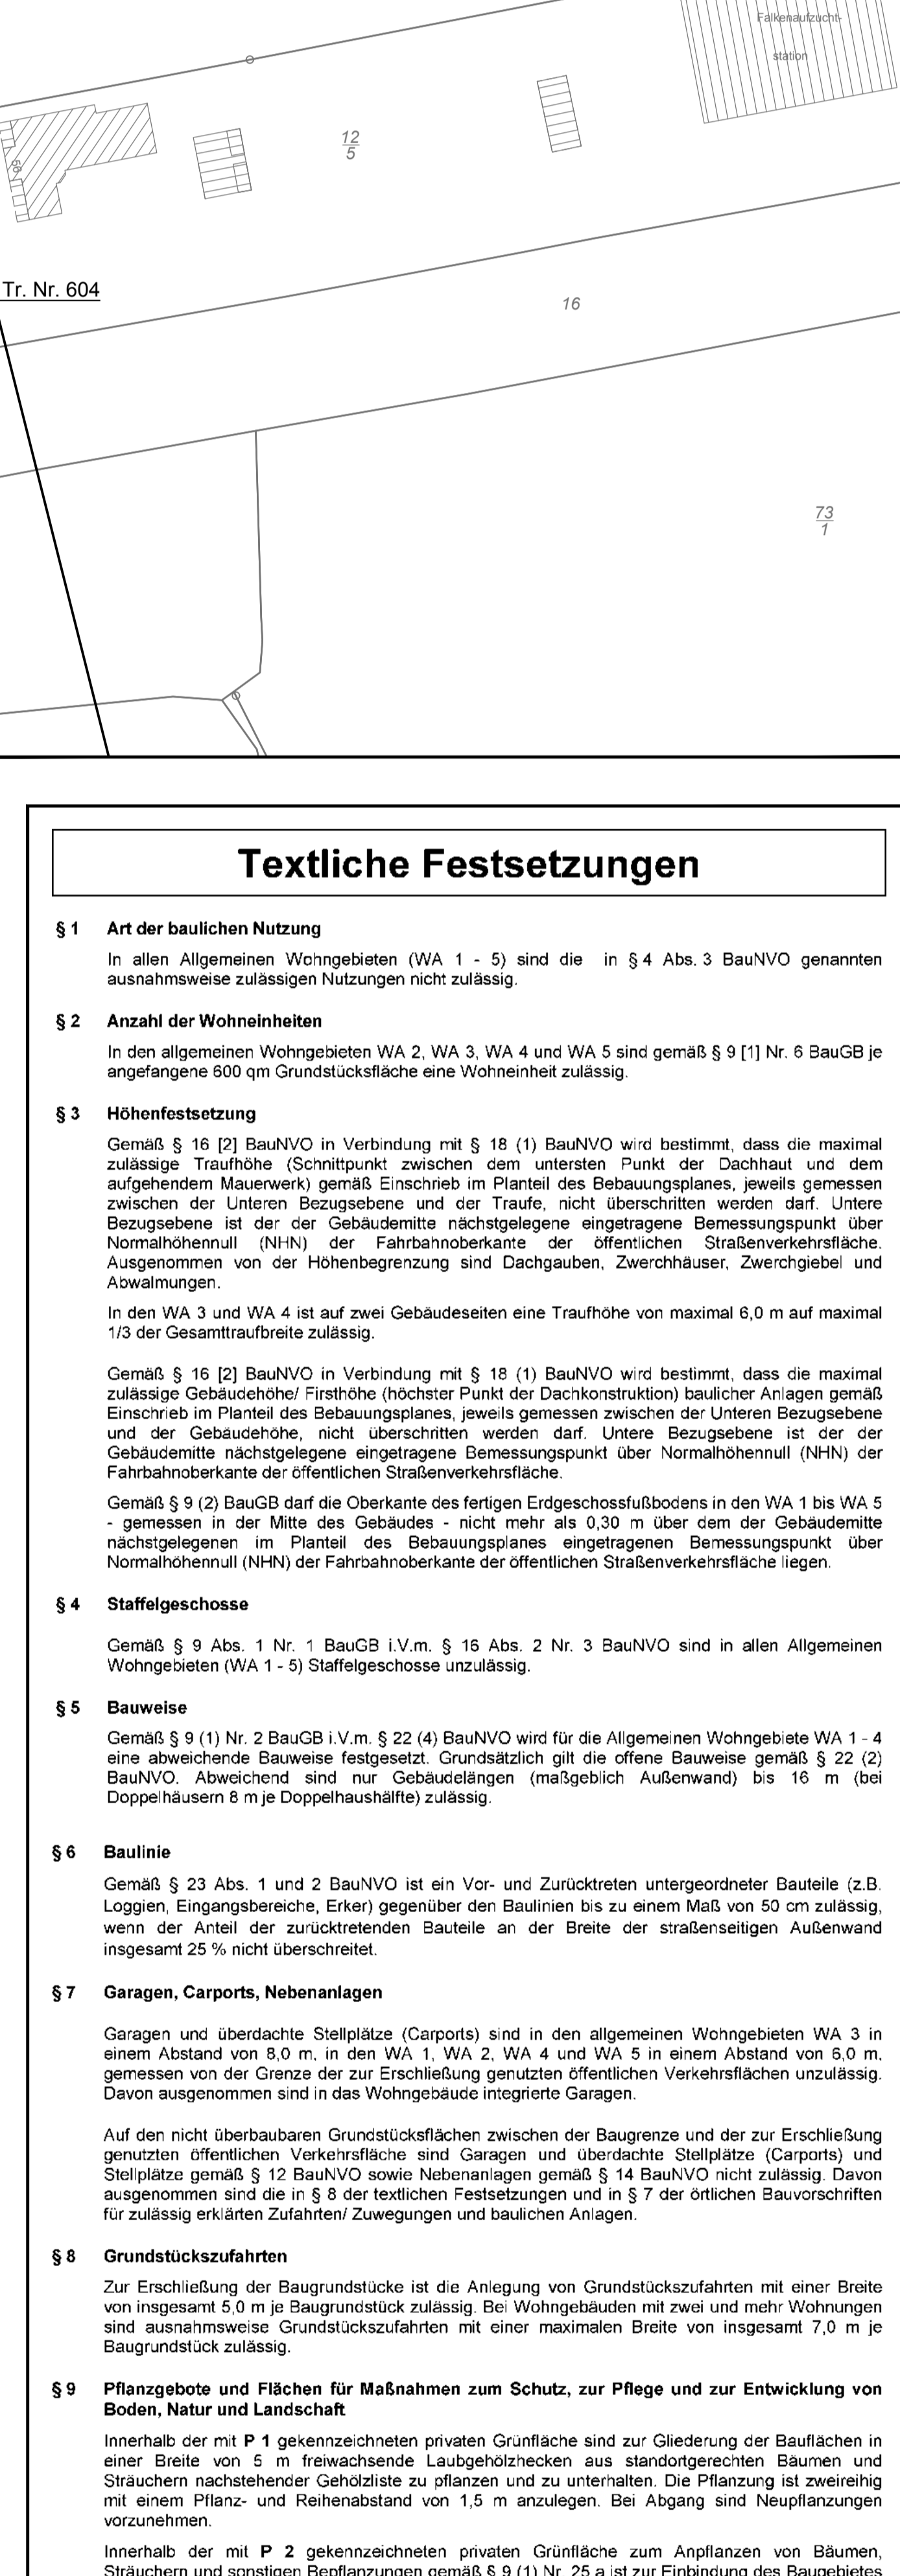 Falkenaufzucht-
station
12
5
56
Tr. Nr. 604
16
73
1
Textliche Festsetzungen
§ 1 Art der baulichen Nutzung
In allen Allgemeinen Wohngebieten (WA 1 - 5) sind die in § 4 Abs. 3 BauNVO genannten
ausnahmsweise zulässigen Nutzungen nicht zulässig.
§ 2 Anzahl der Wohneinheiten
In den allgemeinen Wohngebieten WA 2, WA 3, WA 4 und WA 5 sind gemäß § 9 [1] Nr. 6 BauGB je
angefangene 600 qm Grundstücksfläche eine Wohneinheit zulässig.
§ 3 Höhenfestsetzung
Gemäß § 16 [2] BauNVO in Verbindung mit § 18 (1) BauNVO wird bestimmt, dass die maximal
zulässige Traufhöhe (Schnittpunkt zwischen dem untersten Punkt der Dachhaut und dem
aufgehendem Mauerwerk) gemäß Einschrieb im Planteil des Bebauungsplanes, jeweils gemessen
zwischen der Unteren Bezugsebene und der Traufe, nicht überschritten werden darf. Untere
Bezugsebene ist der der Gebäudemitte nächstgelegene eingetragene Bemessungspunkt über
Normalhöhennull (NHN) der Fahrbahnoberkante der öffentlichen Straßenverkehrsfläche.
Ausgenommen von der Höhenbegrenzung sind Dachgauben, Zwerchhäuser, Zwerchgiebel und
Abwalmungen.
In den WA 3 und WA 4 ist auf zwei Gebäudeseiten eine Traufhöhe von maximal 6,0 m auf maximal
1/3 der Gesamttraufbreite zulässig.
Gemäß § 16 [2] BauNVO in Verbindung mit § 18 (1) BauNVO wird bestimmt, dass die maximal
zulässige Gebäudehöhe/ Firsthöhe (höchster Punkt der Dachkonstruktion) baulicher Anlagen gemäß
Einschrieb im Planteil des Bebauungsplanes, jeweils gemessen zwischen der Unteren Bezugsebene
und der Gebäudehöhe, nicht überschritten werden darf. Untere Bezugsebene ist der der
Gebäudemitte nächstgelegene eingetragene Bemessungspunkt über Normalhöhennull (NHN) der
Fahrbahnoberkante der öffentlichen Straßenverkehrsfläche.
Gemäß § 9 (2) BauGB darf die Oberkante des fertigen Erdgeschossfußbodens in den WA 1 bis WA 5
- gemessen in der Mitte des Gebäudes - nicht mehr als 0,30 m über dem der Gebäudemitte
nächstgelegenen im Planteil des Bebauungsplanes eingetragenen Bemessungspunkt über
Normalhöhennull (NHN) der Fahrbahnoberkante der öffentlichen Straßenverkehrsfläche liegen.
§ 4 Staffelgeschosse
Gemäß § 9 Abs. 1 Nr. 1 BauGB i.V.m. § 16 Abs. 2 Nr. 3 BauNVO sind in allen Allgemeinen
Wohngebieten (WA 1 - 5) Staffelgeschosse unzulässig.
§ 5 Bauweise
Gemäß § 9 (1) Nr. 2 BauGB i.V.m. § 22 (4) BauNVO wird für die Allgemeinen Wohngebiete WA 1 - 4
eine abweichende Bauweise festgesetzt. Grundsätzlich gilt die offene Bauweise gemäß § 22 (2)
BauNVO. Abweichend sind nur Gebäudelängen (maßgeblich Außenwand) bis 16 m (bei
Doppelhäusern 8 m je Doppelhaushälfte) zulässig.
§ 6 Baulinie
Gemäß § 23 Abs. 1 und 2 BauNVO ist ein Vor- und Zurücktreten untergeordneter Bauteile (z.B.
Loggien, Eingangsbereiche, Erker) gegenüber den Baulinien bis zu einem Maß von 50 cm zulässig,
wenn der Anteil der zurücktretenden Bauteile an der Breite der straßenseitigen Außenwand
insgesamt 25 % nicht überschreitet.
§ 7 Garagen, Carports, Nebenanlagen
Garagen und überdachte Stellplätze (Carports) sind in den allgemeinen Wohngebieten WA 3 in
einem Abstand von 8,0 m, in den WA 1, WA 2, WA 4 und WA 5 in einem Abstand von 6,0 m,
gemessen von der Grenze der zur Erschließung genutzten öffentlichen Verkehrsflächen unzulässig.
Davon ausgenommen sind in das Wohngebäude integrierte Garagen.
Auf den nicht überbaubaren Grundstücksflächen zwischen der Baugrenze und der zur Erschließung
genutzten öffentlichen Verkehrsfläche sind Garagen und überdachte Stellplätze (Carports) und
Stellplätze gemäß § 12 BauNVO sowie Nebenanlagen gemäß § 14 BauNVO nicht zulässig. Davon
ausgenommen sind die in § 8 der textlichen Festsetzungen und in § 7 der örtlichen Bauvorschriften
für zulässig erklärten Zufahrten/ Zuwegungen und baulichen Anlagen.
§ 8 Grundstückszufahrten
Zur Erschließung der Baugrundstücke ist die Anlegung von Grundstückszufahrten mit einer Breite
von insgesamt 5,0 m je Baugrundstück zulässig. Bei Wohngebäuden mit zwei und mehr Wohnungen
sind ausnahmsweise Grundstückszufahrten mit einer maximalen Breite von insgesamt 7,0 m je
Baugrundstück zulässig.
§ 9 Pflanzgebote und Flächen für Maßnahmen zum Schutz, zur Pflege und zur Entwicklung von
Boden, Natur und Landschaft
Innerhalb der mit P 1 gekennzeichneten privaten Grünfläche sind zur Gliederung der Bauflächen in
einer Breite von 5 m freiwachsende Laubgehölzhecken aus standortgerechten Bäumen und
Sträuchern nachstehender Gehölzliste zu pflanzen und zu unterhalten. Die Pflanzung ist zweireihig
mit einem Pflanz- und Reihenabstand von 1,5 m anzulegen. Bei Abgang sind Neupflanzungen
vorzunehmen.
Innerhalb der mit P 2 gekennzeichneten privaten Grünfläche zum Anpflanzen von Bäumen,
Sträuchern und sonstigen Bepflanzungen gemäß § 9 (1) Nr. 25 a ist zur Einbindung des Baugebietes